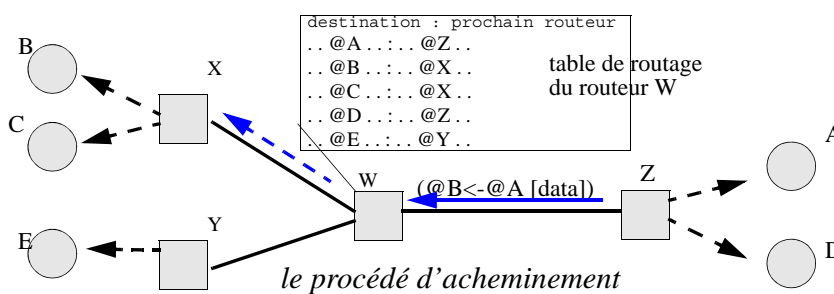 destination : prochain routeur
. . @A . . : . . @Z . .
. . @B . . : . . @X . .
. . @C . . : . . @X . .
. . @D . . : . . @Z . .
. . @E . . : . . @Y . .
table de routage
du routeur W
B
X
C
A
W
(@B<-@A [data])
Z
E
Y
D
le procédé d’acheminement